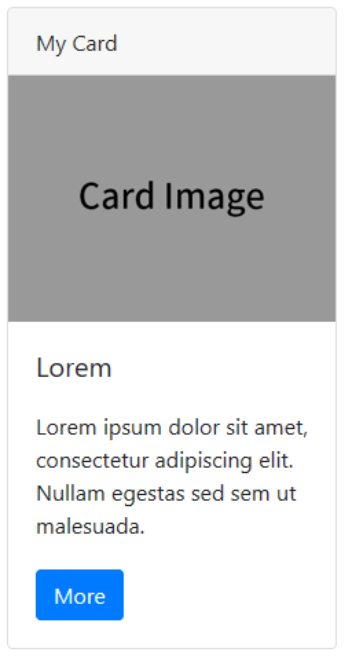 My Card
Card Image
Lorem
Lorem ipsum dolor sit amet,
consectetur adipiscing elit.
Nullam egestas sed sem ut
malesuada.
More